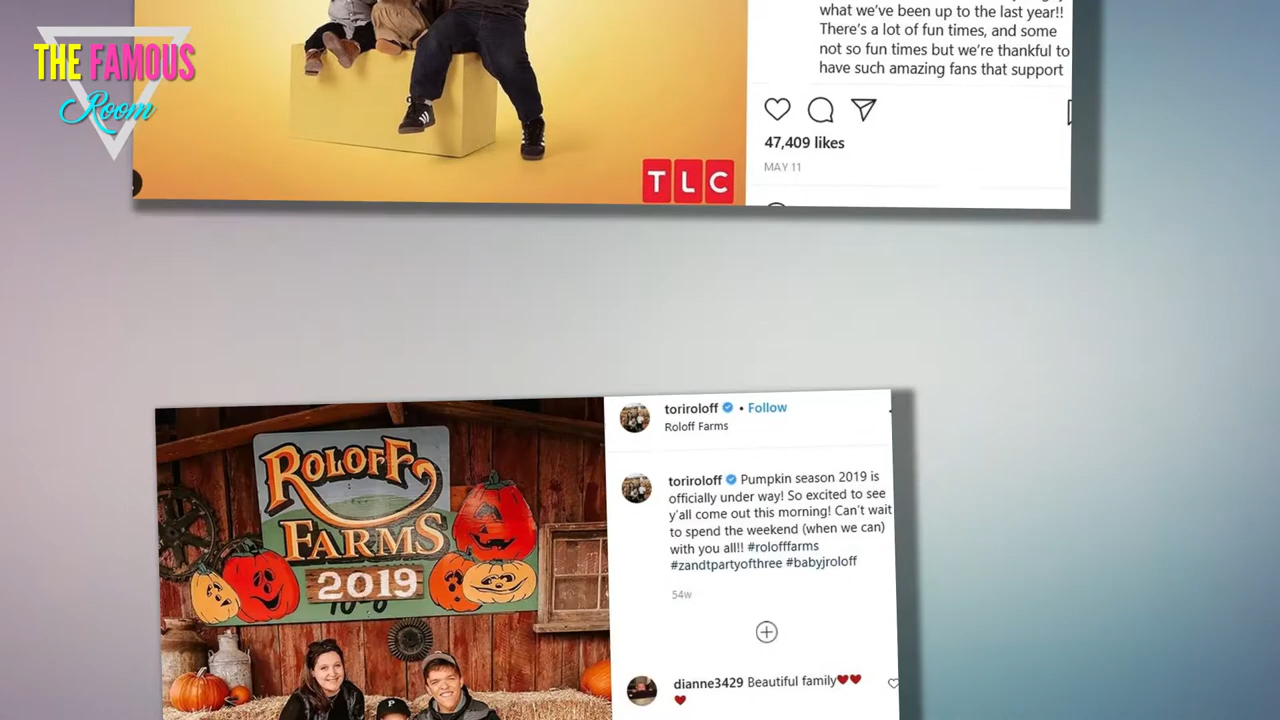 THE FAMOUS
Room
what we've been up to the last year!!
There's a lot of fun times, and some
not so fun times but we're thankful to
have such amazing fans that support
47,409 likes
MAY 11
TLC
toriroloff • Follow
Roloff Farms
toriroloff Pumpkin season 2019 is
officially under way! So excited to see
y'all come out this morning! Can't wait
to spend the weekend (when we can)
with you all!! #rolofffarms
#zandtpartyofthree #babyjroloff
54w
dianne3429 Beautiful family
ROLOFF
FARMS
2019
P